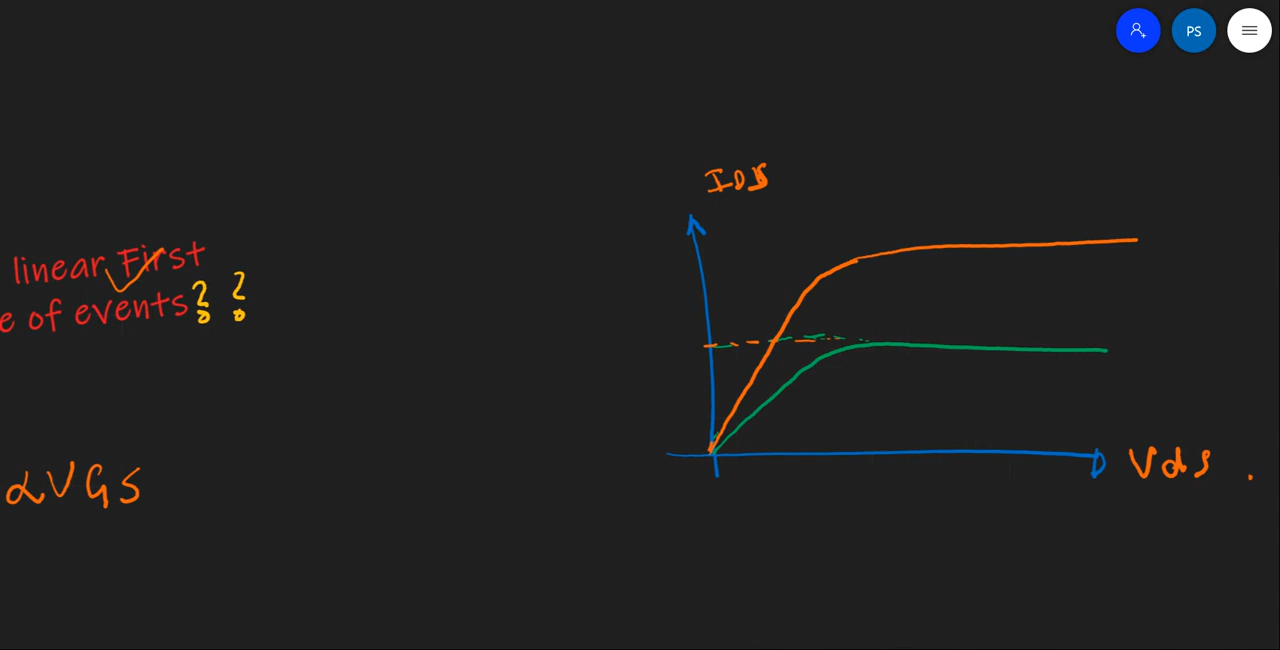 PS
IDS
linear First
e of events??
αVGS
Vds .